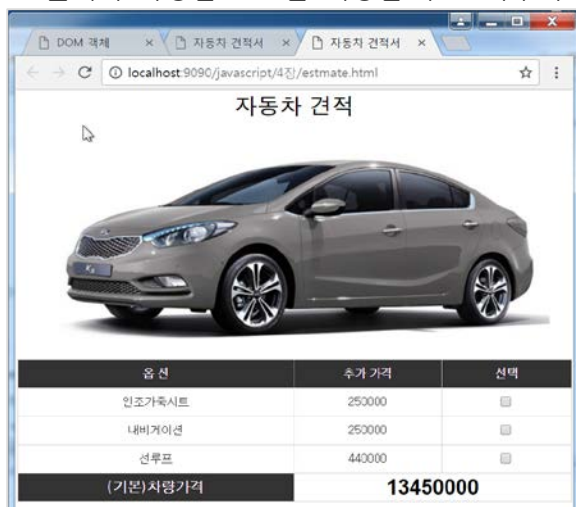 DOM 객체
자동차 견적서
자동차 견적서
localhost:9090/javascript/4장/estmate.html
자동차 견적
K3
옵션 추가 가격 선택
인조가죽시트 250000
내비게이션 250000
선루프 440000
(기본)차량가격 13450000